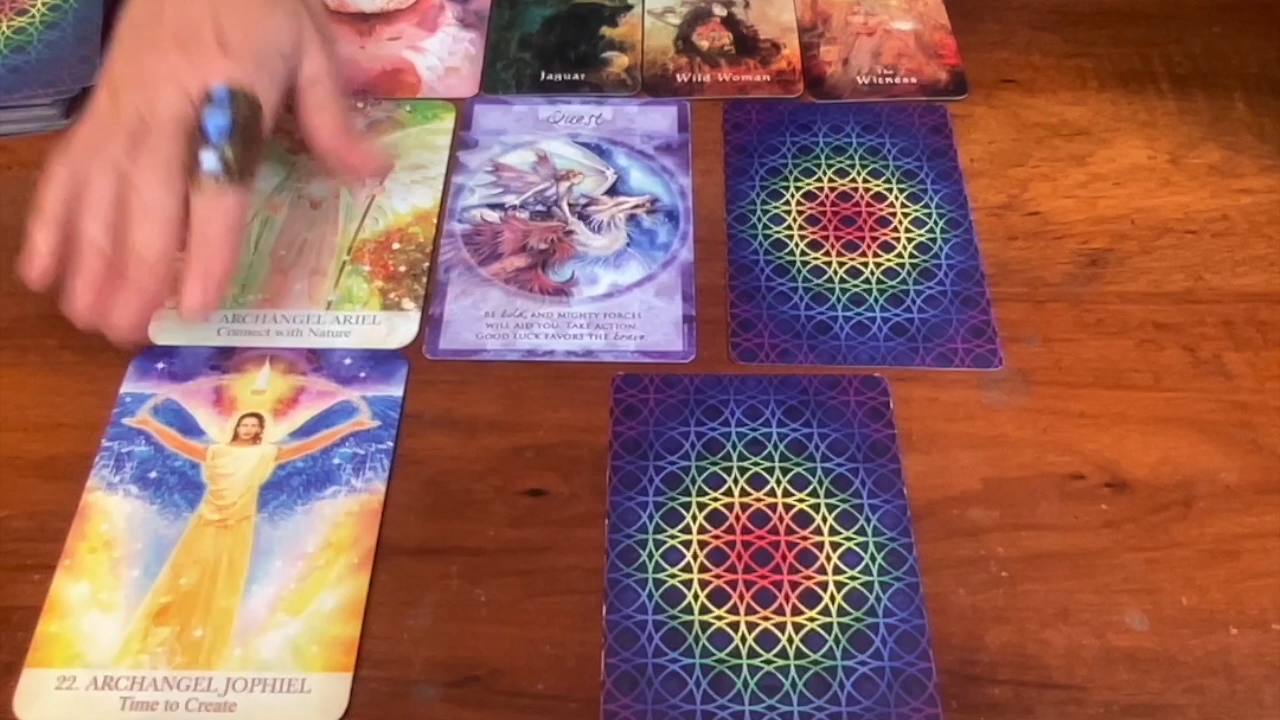 Jaguar
Wild Woman
The
Witness
Quest
BE bold, AND MIGHTY FORCES
WILL AID YOU. TAKE ACTION.
GOOD LUCK FAVORS THE brave.
ARCHANGEL ARIEL
Connect with Nature
22. ARCHANGEL JOPHIEL
Time to Create